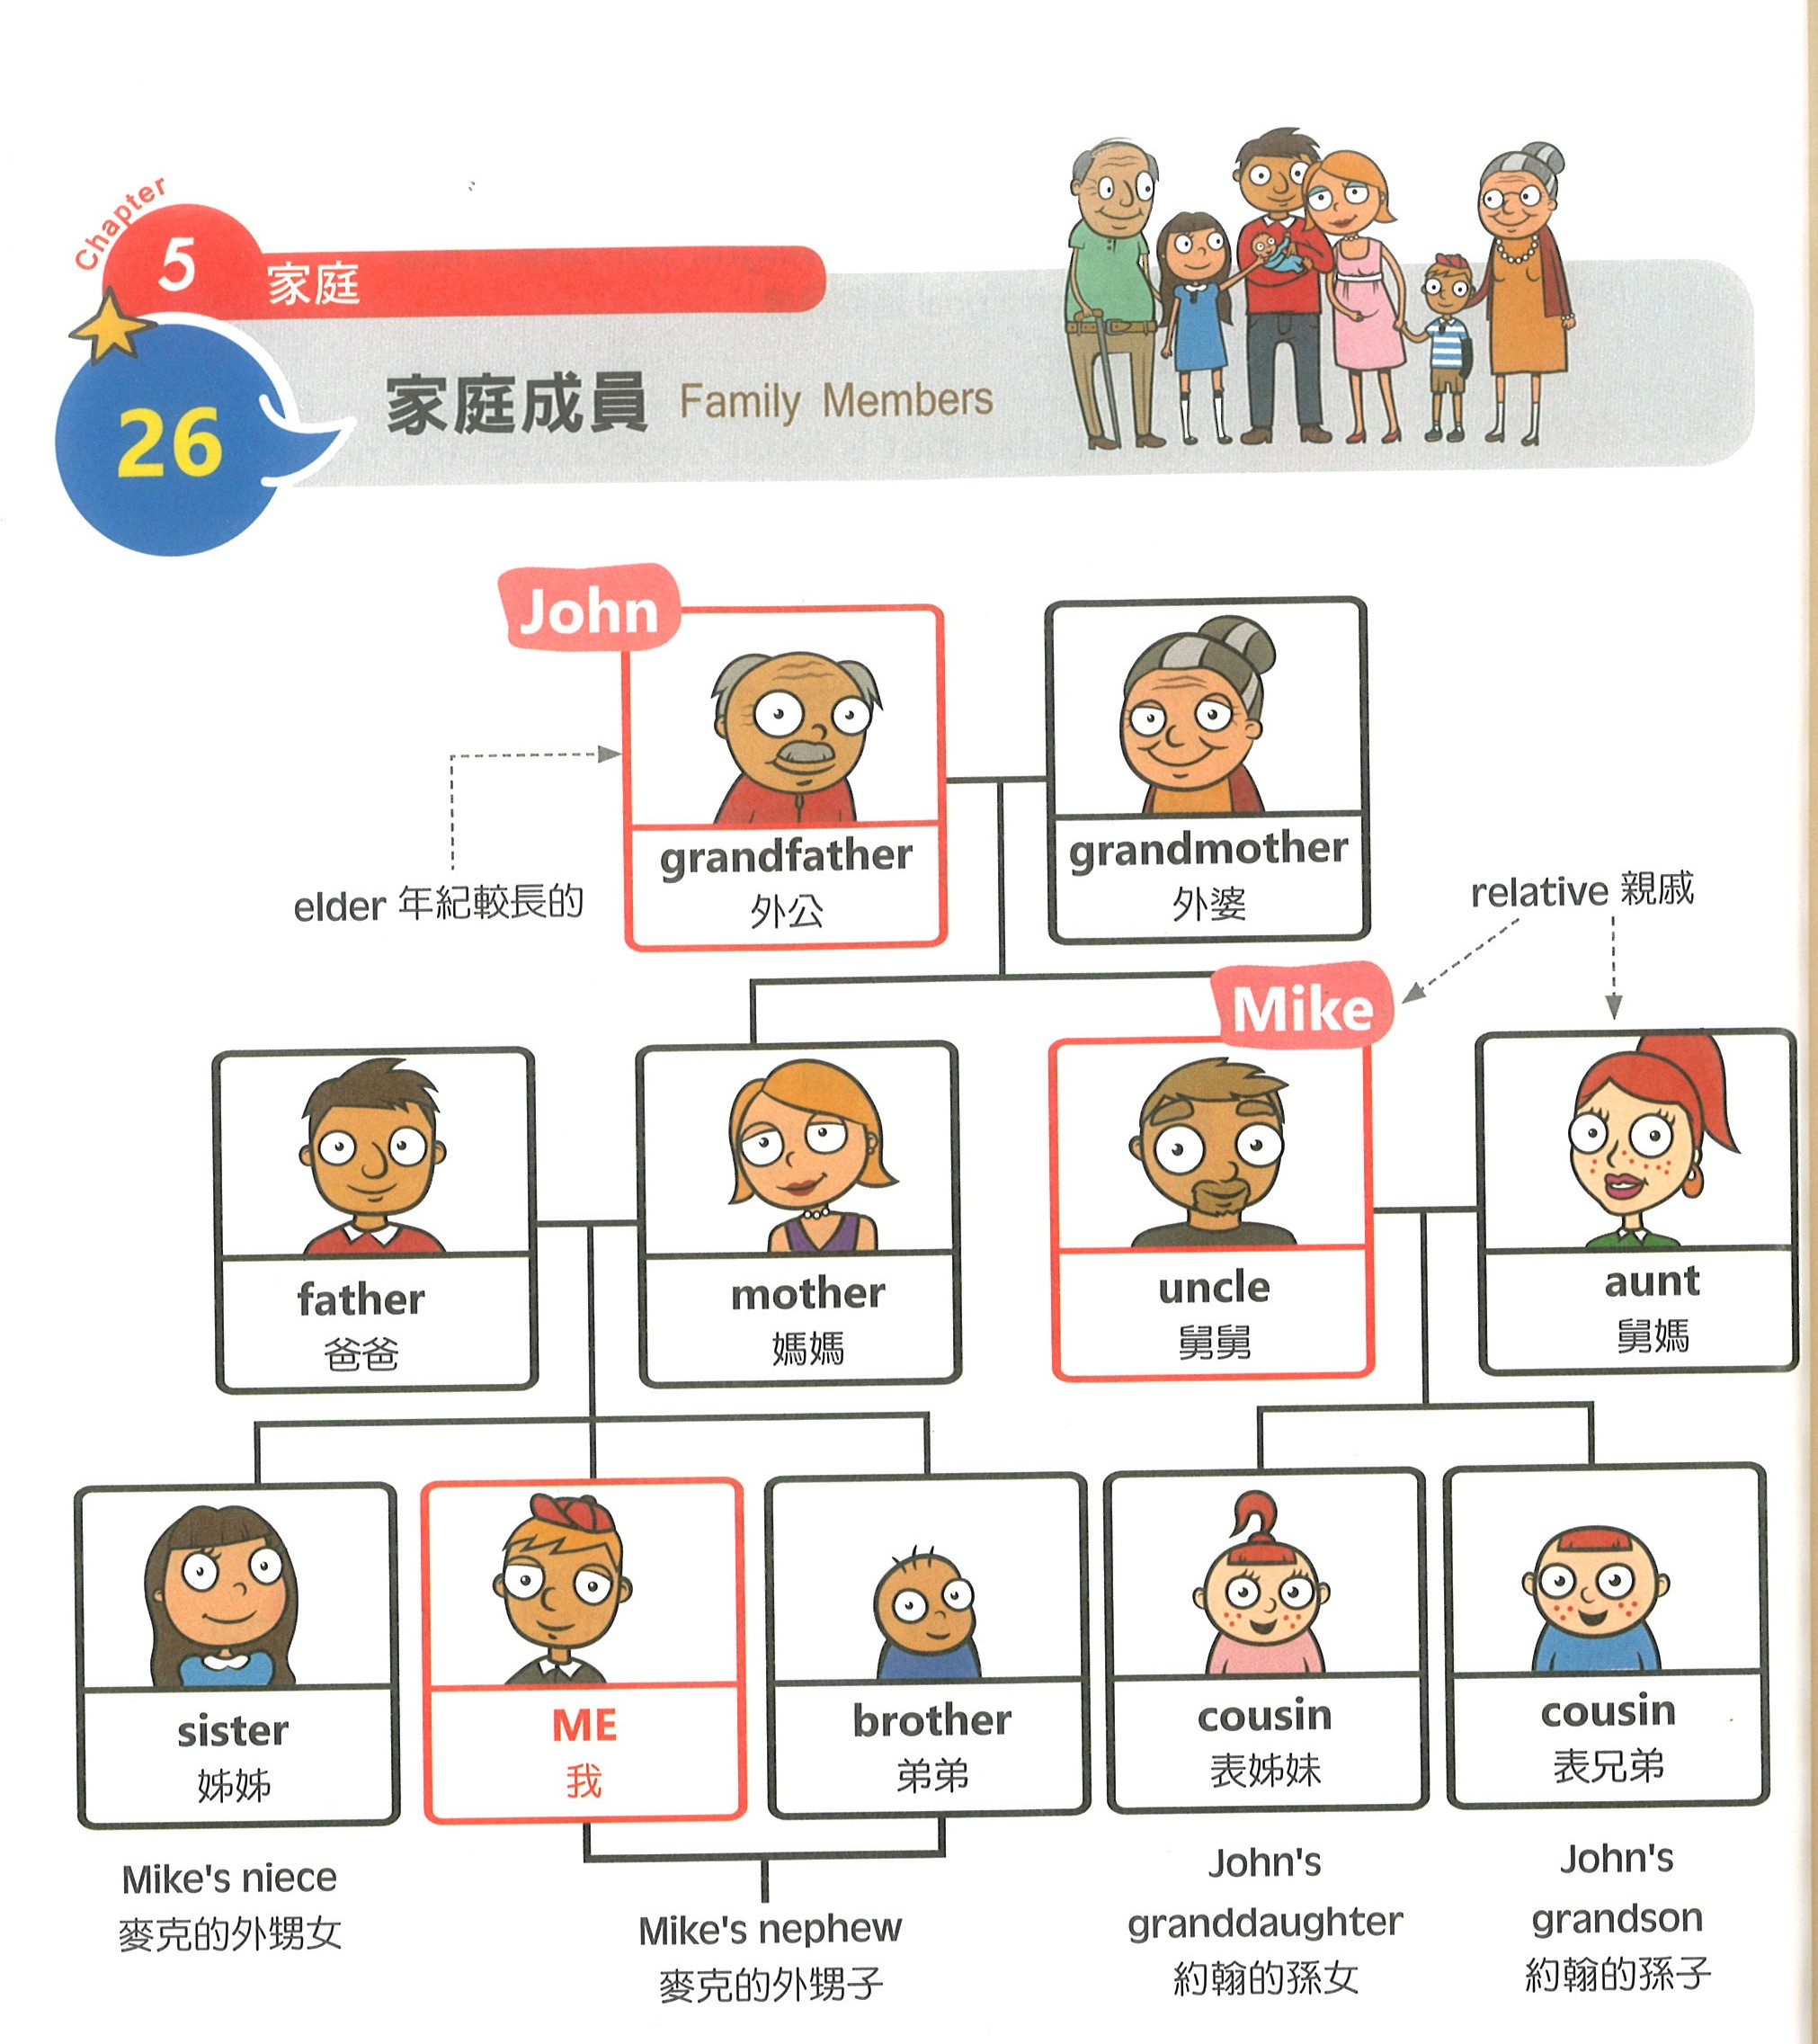 Chapter
5 家庭
26 家庭成員 Family Members
John
grandfather
外公
grandmother
外婆
elder 年紀較長的
relative 親戚
Mike
father
爸爸
mother
媽媽
uncle
舅舅
aunt
舅媽
sister
姊姊
ME
我
brother
弟弟
cousin
表姊妹
cousin
表兄弟
Mike's niece
麥克的外甥女
Mike's nephew
麥克的外甥子
John's
granddaughter
約翰的孫女
John's
grandson
約翰的孫子